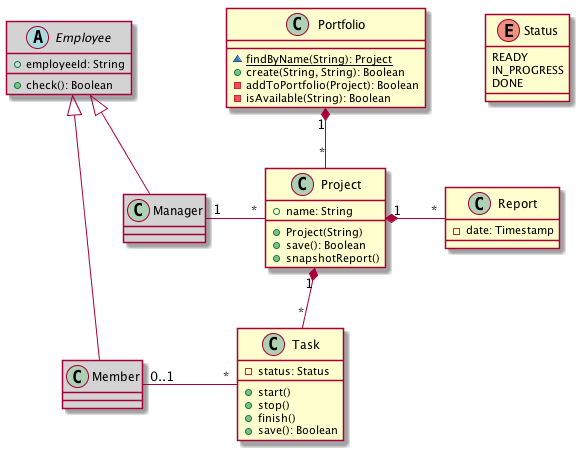 A Employee
employeeId: String
check(): Boolean
C Portfolio
findByName(String): Project
create(String, String): Boolean
addToPortfolio(Project): Boolean
isAvailable(String): Boolean
E Status
READY
IN_PROGRESS
DONE
1
*
C Manager
1
*
C Project
name: String
Project(String)
save(): Boolean
snapshotReport()
1
*
C Report
date: Timestamp
1
*
C Member
0..1
*
C Task
status: Status
start()
stop()
finish()
save(): Boolean